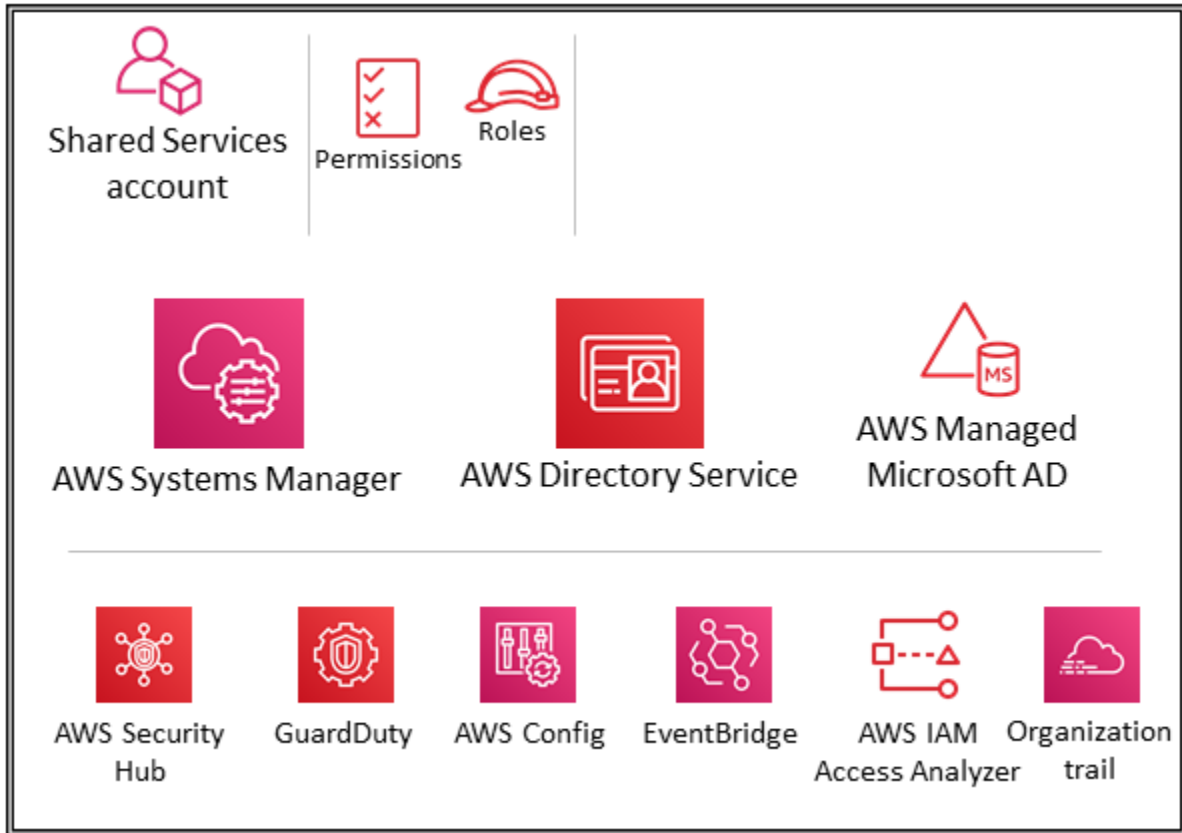 Shared Services
account
Permissions
Roles
AWS Systems Manager
AWS Directory Service
MS
AWS Managed
Microsoft AD
AWS Security
Hub
GuardDuty
AWS Config
EventBridge
AWS IAM
Access Analyzer
Organization
trail